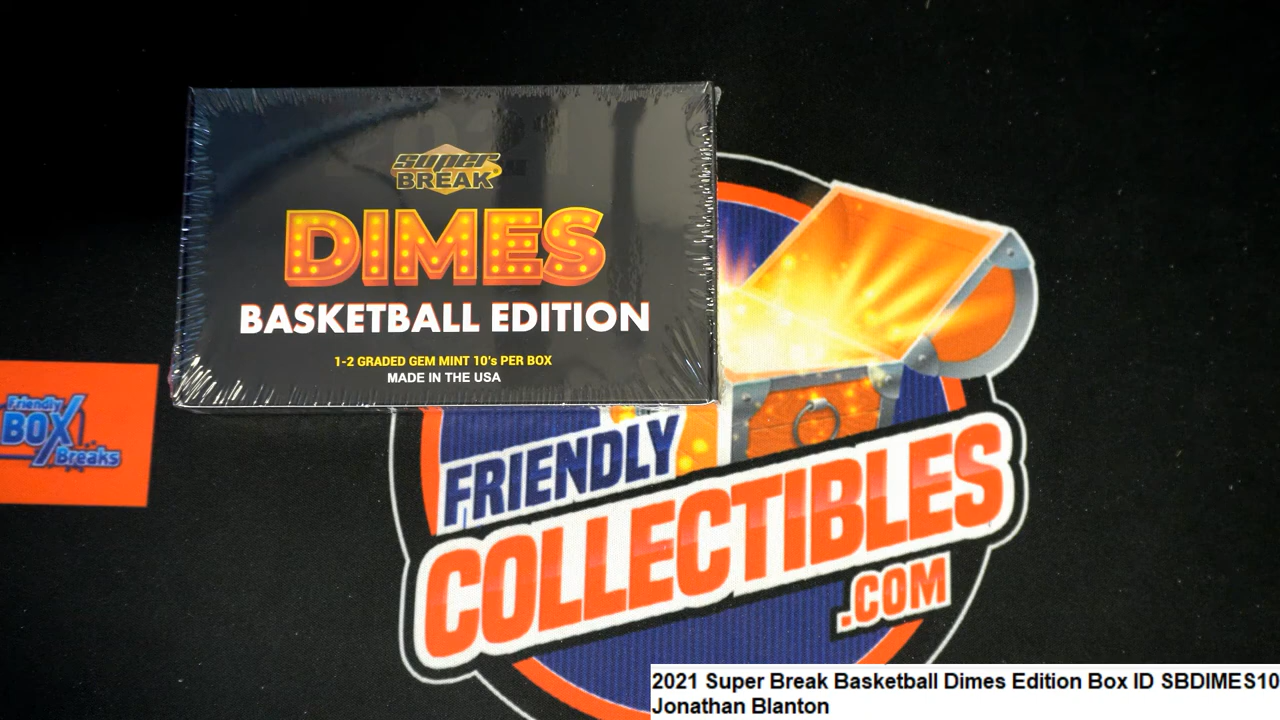 Super
BREAK
DIMES
BASKETBALL EDITION
1-2 GRADED GEM MINT 10's PER BOX
MADE IN THE USA
Friendly
BOX
Breaks
FRIENDLY
COLLECTIBLES
.COM
2021 Super Break Basketball Dimes Edition Box ID SBDIMES10
Jonathan Blanton